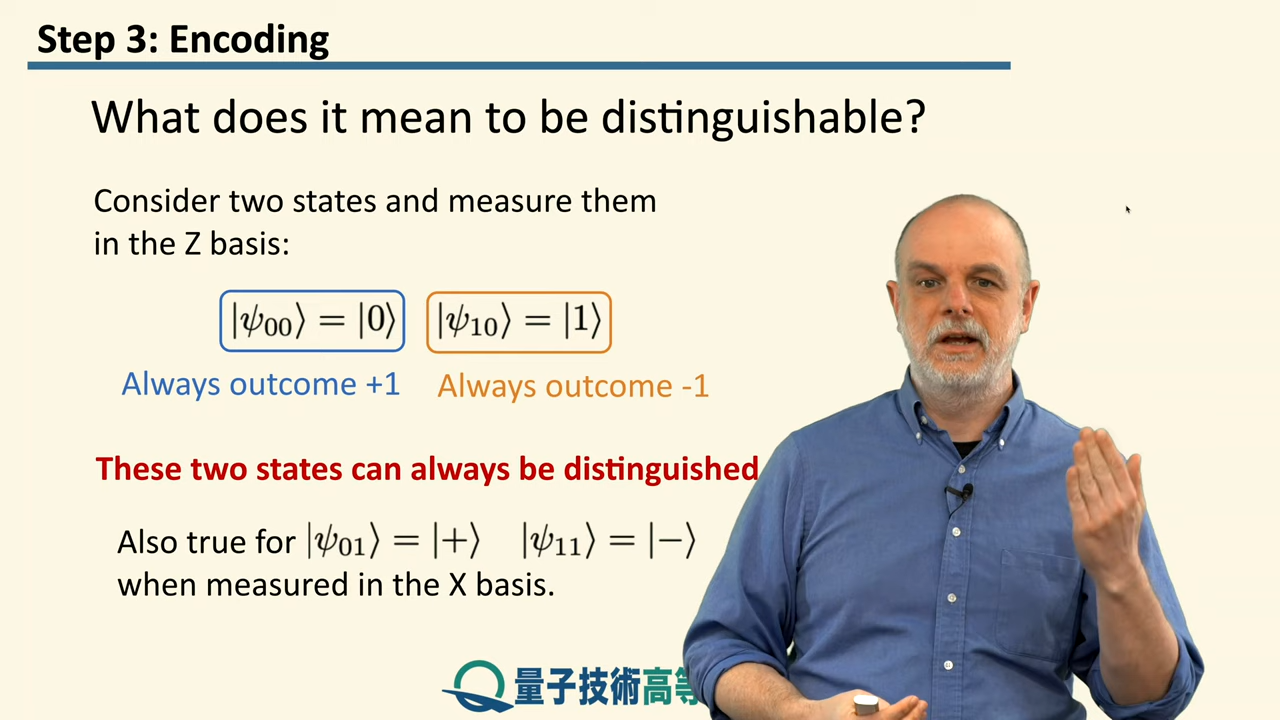 Step 3: Encoding
What does it mean to be distinguishable?
Consider two states and measure them
in the Z basis:
|ψ₀₀⟩ = |0⟩ |ψ₁₀⟩ = |1⟩
Always outcome +1 Always outcome -1
These two states can always be distinguished
Also true for |ψ₀₁⟩ = |+⟩ |ψ₁₁⟩ = |−⟩
when measured in the X basis.
量子技術高等